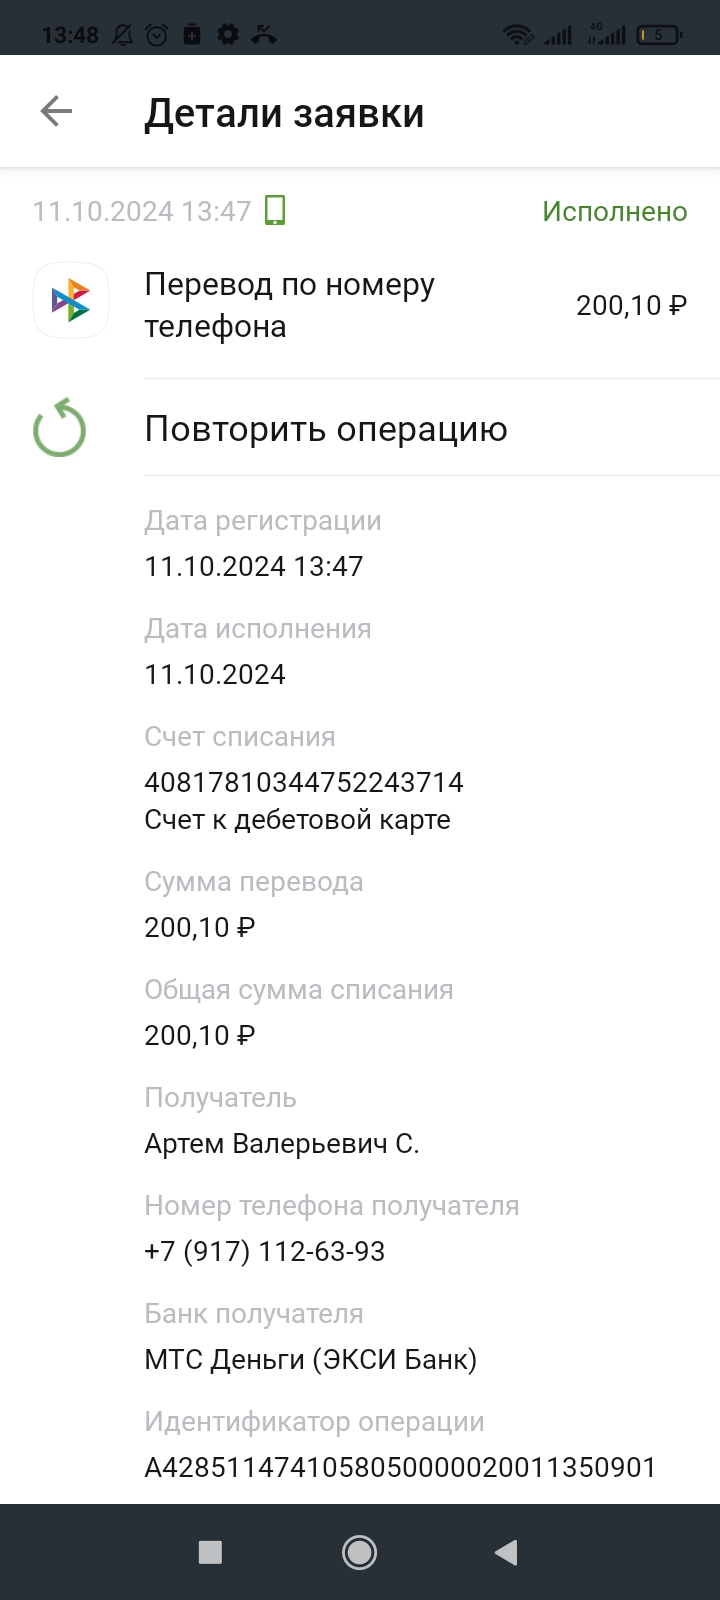 13:48
4G
5
Детали заявки
11.10.2024 13:47
Исполнено
Перевод по номеру
телефона
200,10 ₽
Повторить операцию
Дата регистрации
11.10.2024 13:47
Дата исполнения
11.10.2024
Счет списания
40817810344752243714
Счет к дебетовой карте
Сумма перевода
200,10 ₽
Общая сумма списания
200,10 ₽
Получатель
Артем Валерьевич С.
Номер телефона получателя
+7 (917) 112-63-93
Банк получателя
МТС Деньги (ЭКСИ Банк)
Идентификатор операции
A4285114741058050000020011350901